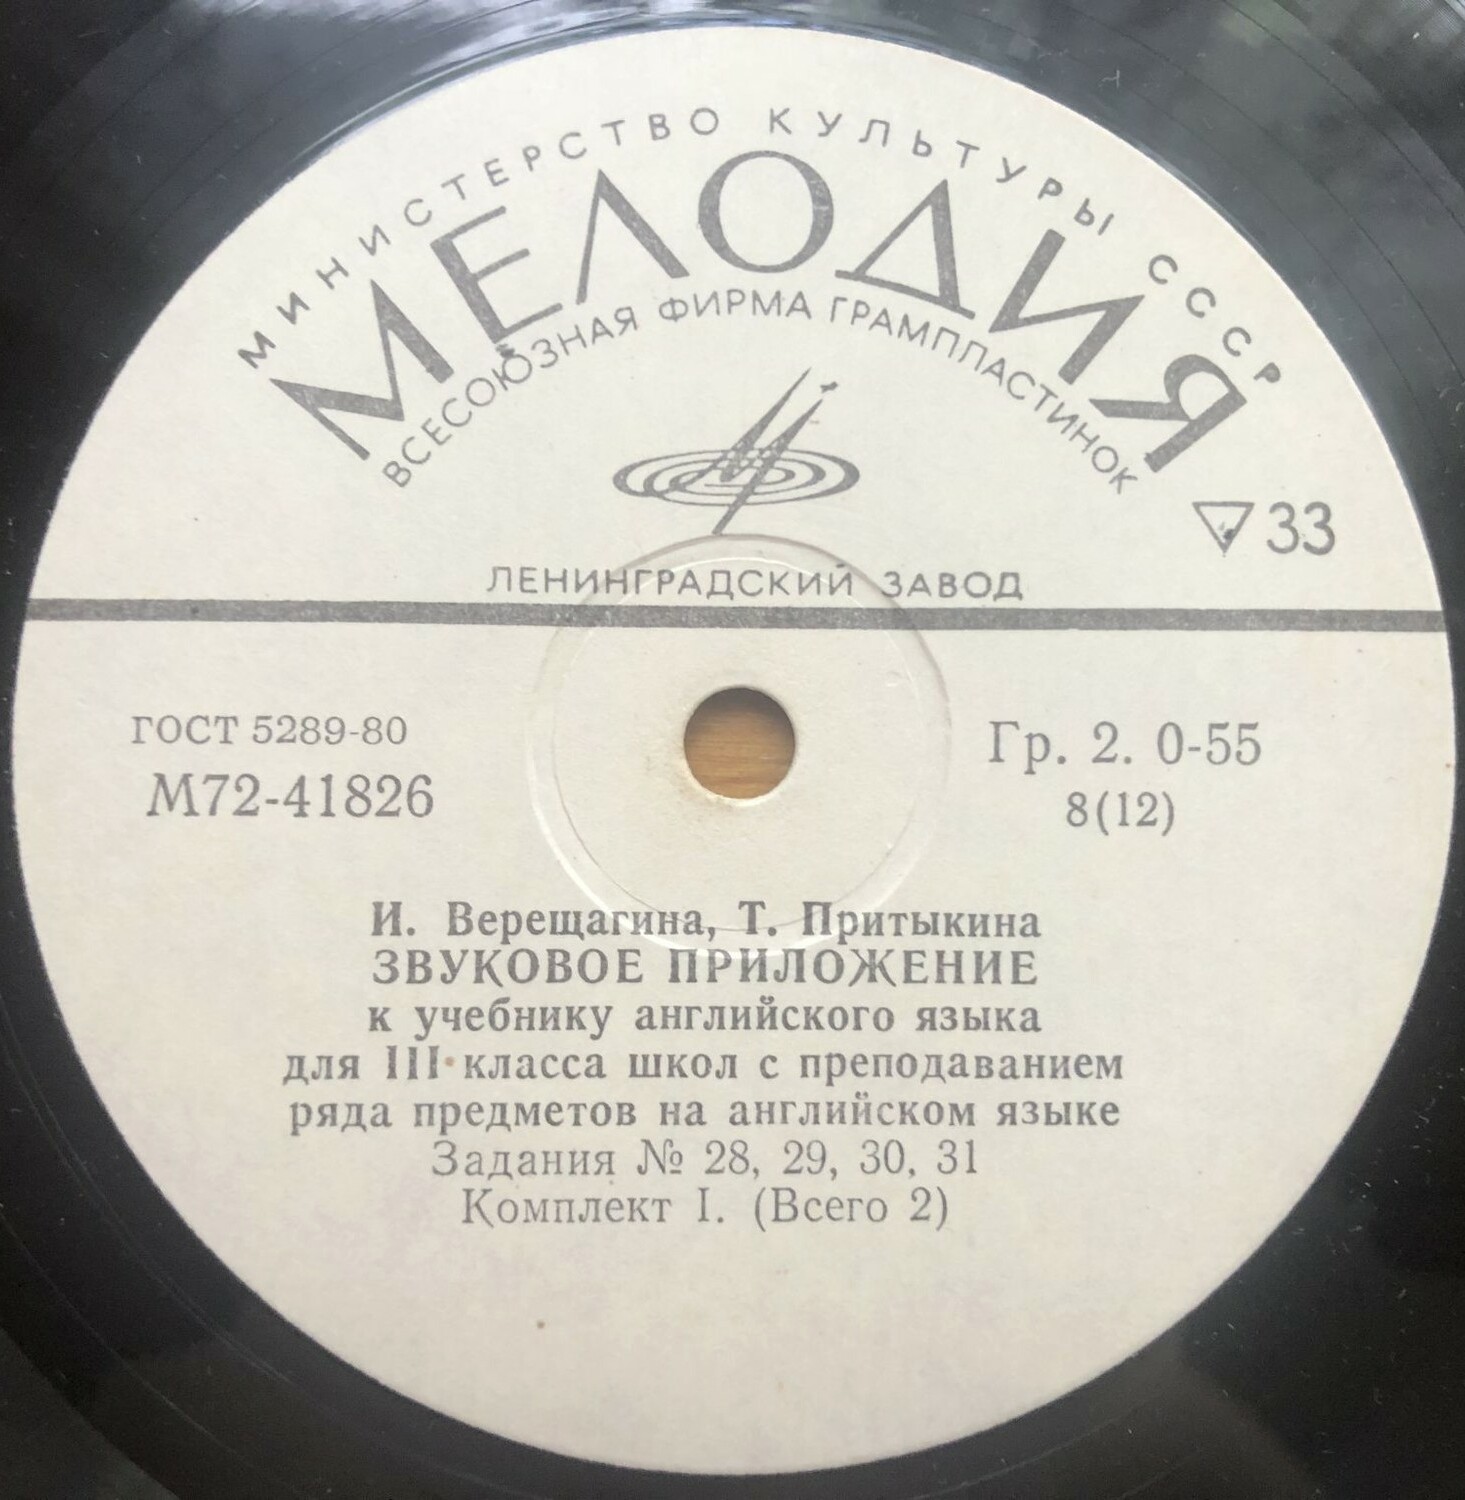 МИНИСТЕРСТВО КУЛЬТУРЫ СССР
МЕЛОДИЯ
ВСЕСОЮЗНАЯ ФИРМА ГРАМПЛАСТИНОК
33
ЛЕНИНГРАДСКИЙ ЗАВОД
ГОСТ 5289-80
М72-41826
Гр. 2. 0-55
8(12)
И. Верещагина, Т. Притыкина
ЗВУКОВОЕ ПРИЛОЖЕНИЕ
к учебнику английского языка
для III класса школ с преподаванием
ряда предметов на английском языке
Задания № 28, 29, 30, 31
Комплект I. (Всего 2)